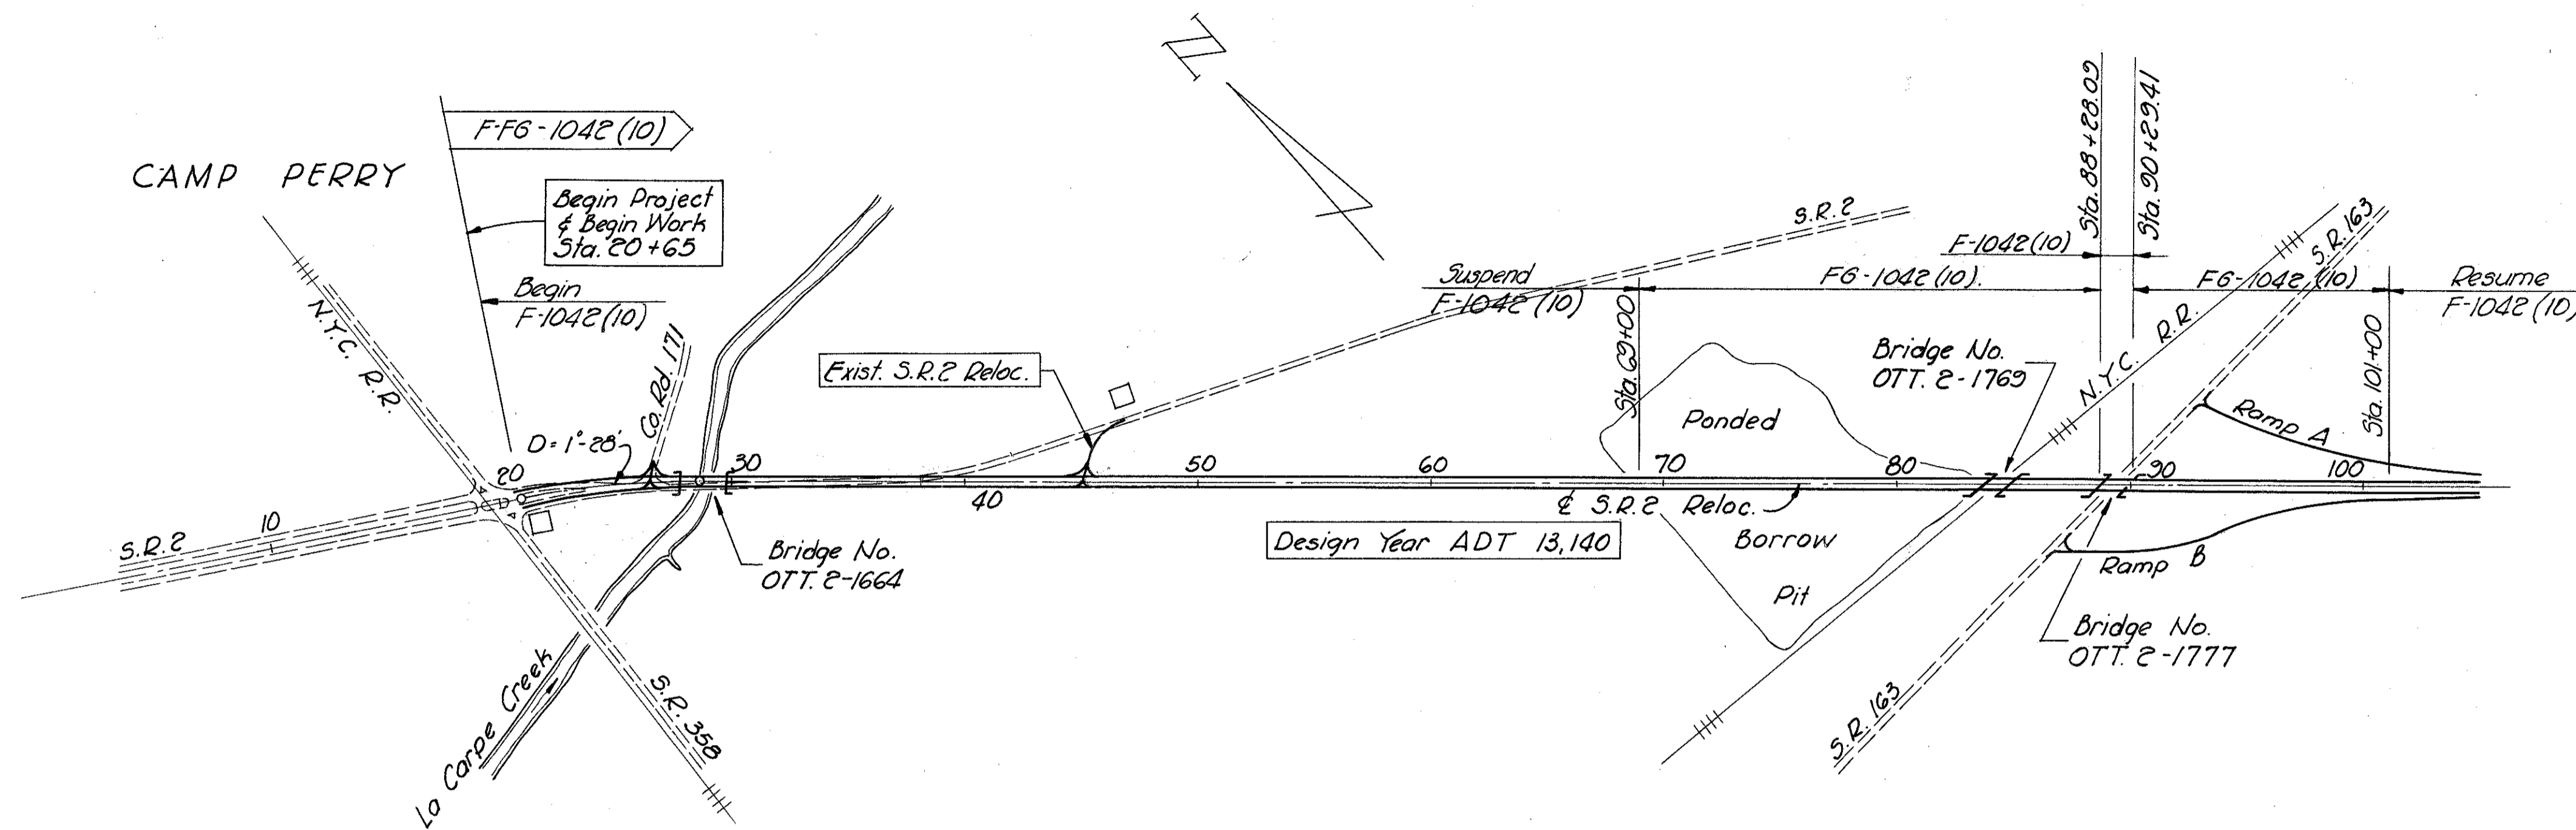 N
CAMP PERRY
F-FG-1042 (10)
Begin Project
& Begin Work
Sta. 20+65
Begin
F-1042 (10)
N.Y.C. R.R.
Co. Rd. 171
D = 1°-28'
Exist. S.R.2 Reloc.
S.R.2
Suspend
F-1042 (10)
Sta. 69+00
FG-1042 (10).
F-1042 (10)
Sta. 88+28.09
Sta. 90+29.41
FG-1042 (10)
S.R. 163
Resume
F-1042 (10)
Sta. 101+00
Bridge No.
OTT. 2-1769
N.Y.C. R.R.
Ramp A
Ponded
Borrow
Pit
S.R.2
10
20
30
40
50
60
70
80
90
100
℄ S.R.2 Reloc.
Design Year ADT 13,140
Bridge No.
OTT. 2-1664
La Carpe Creek
S.R. 358
Ramp B
Bridge No.
OTT. 2-1777
S.R. 163